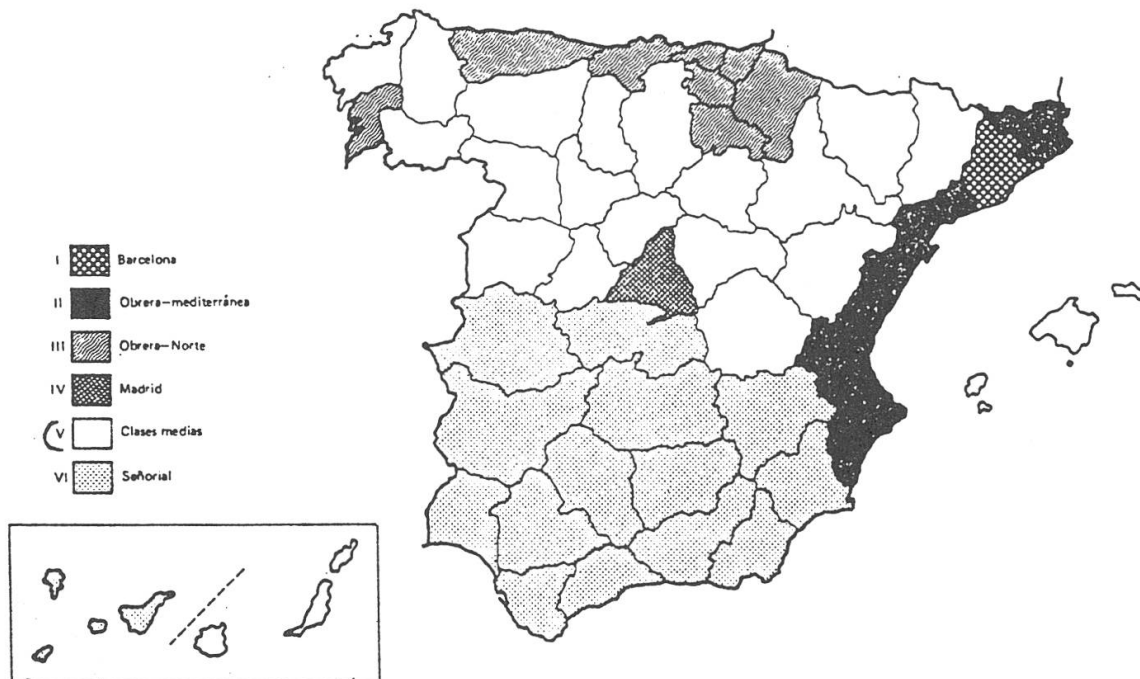 I Barcelona
II Obrera-mediterránea
III Obrera-Norte
IV Madrid
V Clases medias
VI Señorial